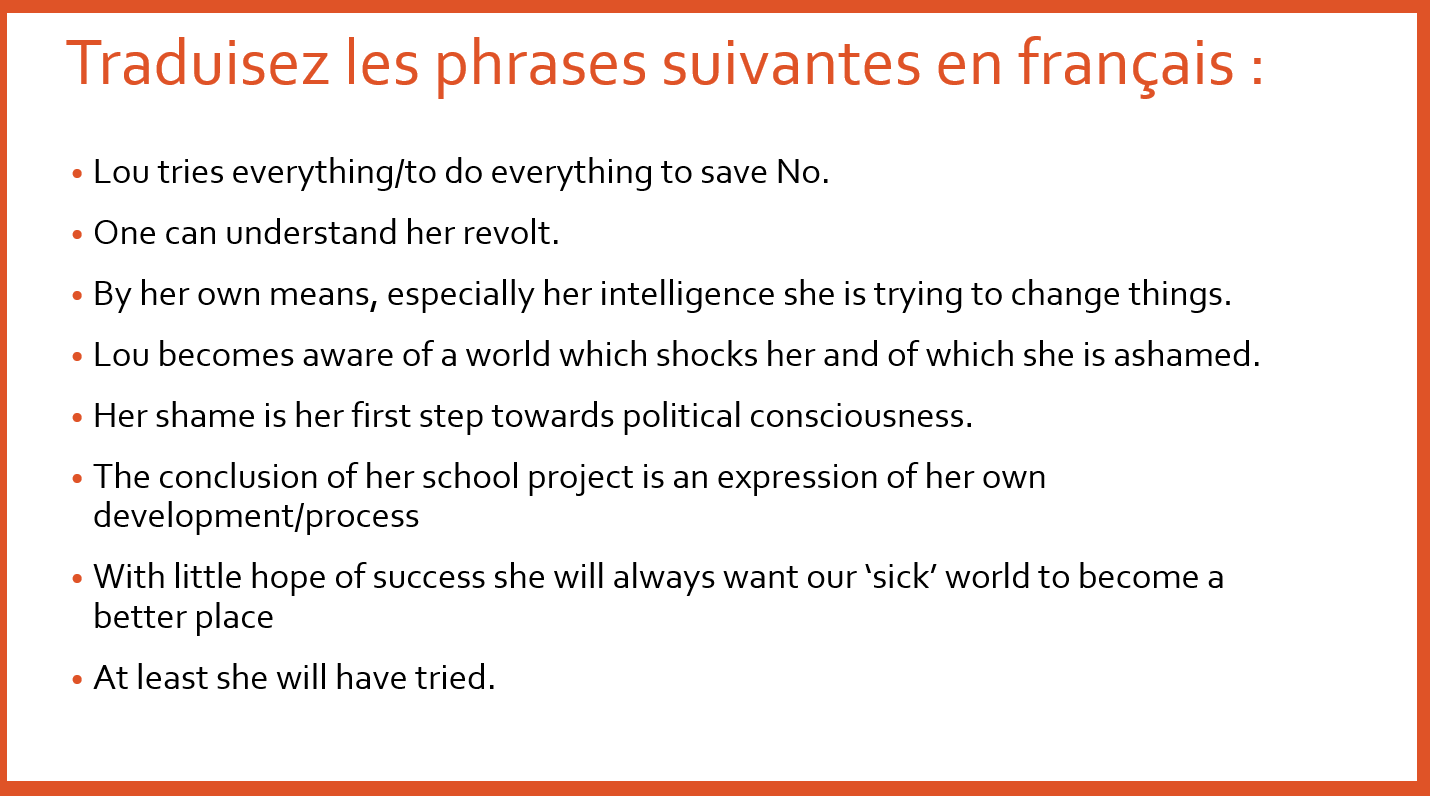 Traduisez les phrases suivantes en français :
• Lou tries everything/to do everything to save No.
• One can understand her revolt.
• By her own means, especially her intelligence she is trying to change things.
• Lou becomes aware of a world which shocks her and of which she is ashamed.
• Her shame is her first step towards political consciousness.
• The conclusion of her school project is an expression of her own
development/process
• With little hope of success she will always want our ‘sick’ world to become a
better place
• At least she will have tried.